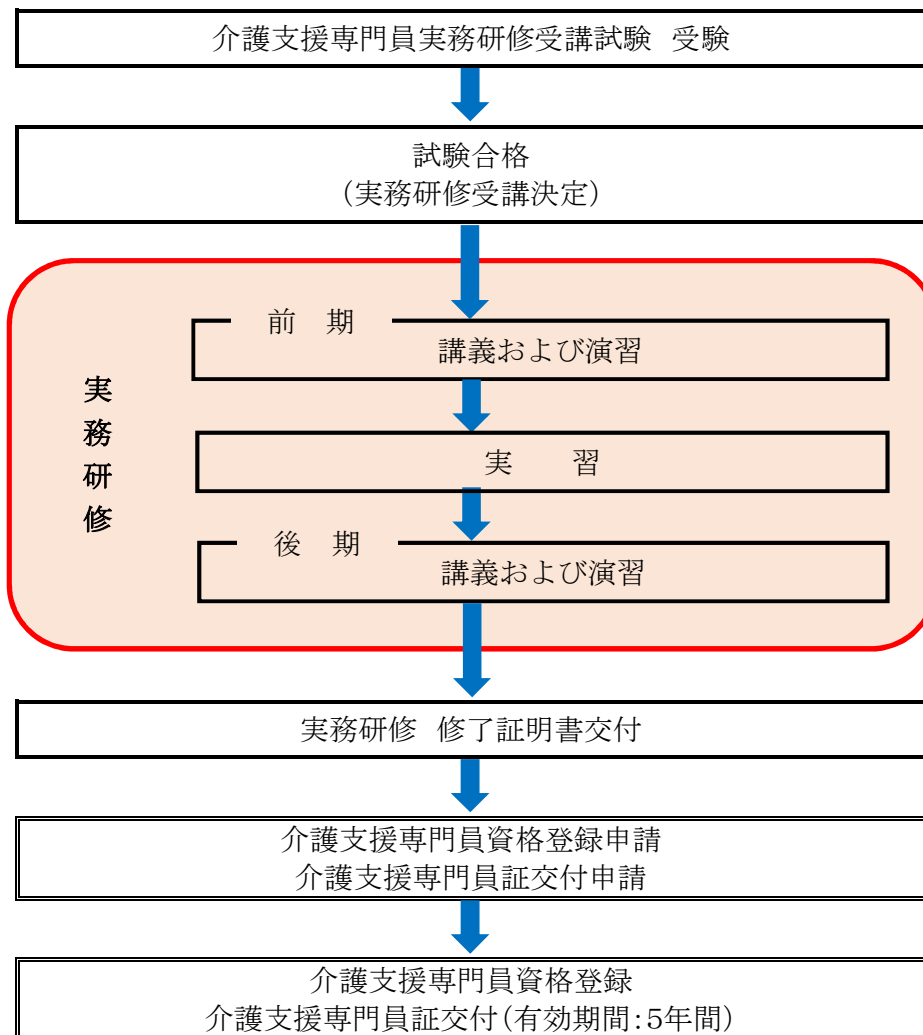 介護支援専門員実務研修受講試験 受験
試験合格
（実務研修受講決定）
実務研修
前 期
講義および演習
実 習
後 期
講義および演習
実務研修 修了証明書交付
介護支援専門員資格登録申請
介護支援専門員証交付申請
介護支援専門員資格登録
介護支援専門員証交付（有効期間：5年間）